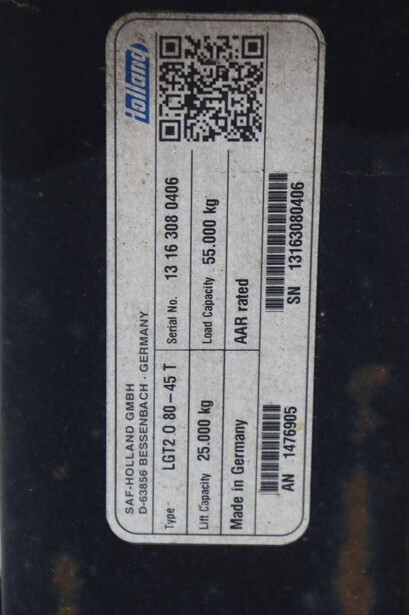 SAF-HOLLAND GMBH
D-63856 BESSENBACH · GERMANY
Holland
Type LGT2 O 80-45 T
Serial No. 13 16 308 0406
Lift Capacity 25.000 kg
Load Capacity 55.000 kg
Made in Germany
AAR rated
AN 1476905
SN 13163080406